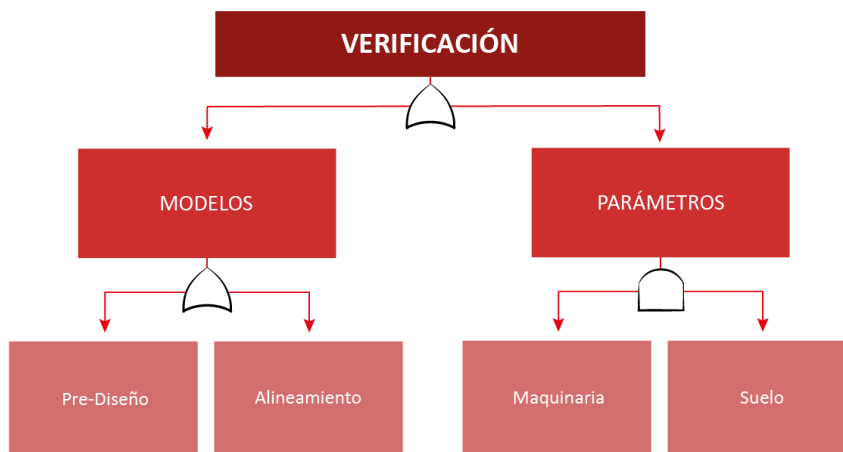 VERIFICACIÓN
MODELOS
PARÁMETROS
Pre-Diseño
Alineamiento
Maquinaria
Suelo